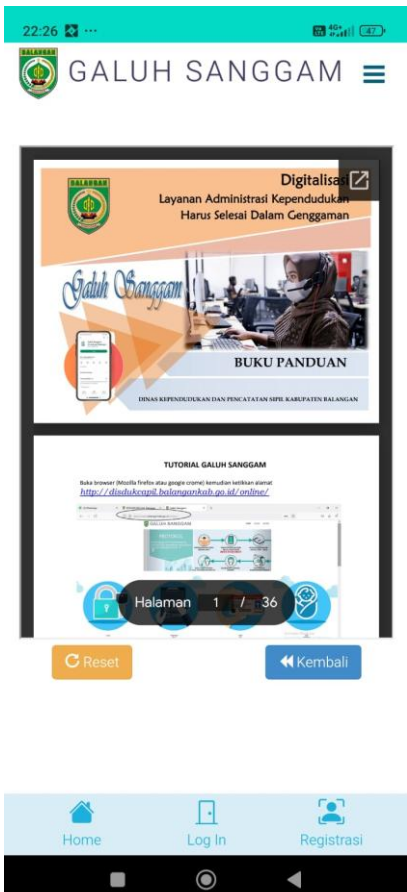 22:26
47
BALANGAN
GALUH SANGGAM
BALANGAN
Digitalisasi
Layanan Administrasi Kependudukan
Harus Selesai Dalam Genggaman
Galuh Sanggam
BUKU PANDUAN
DINAS KEPENDUDUKAN DAN PENCATATAN SIPIL KABUPATEN BALANGAN
TUTORIAL GALUH SANGGAM
Buka browser (Mozilla firefox atau google crome) kemudian ketikkan alamat
http://disdukcapil.balangankab.go.id/online/
GALUH SANGGAM
Halaman 1 / 36
Reset
Kembali
Home
Log In
Registrasi